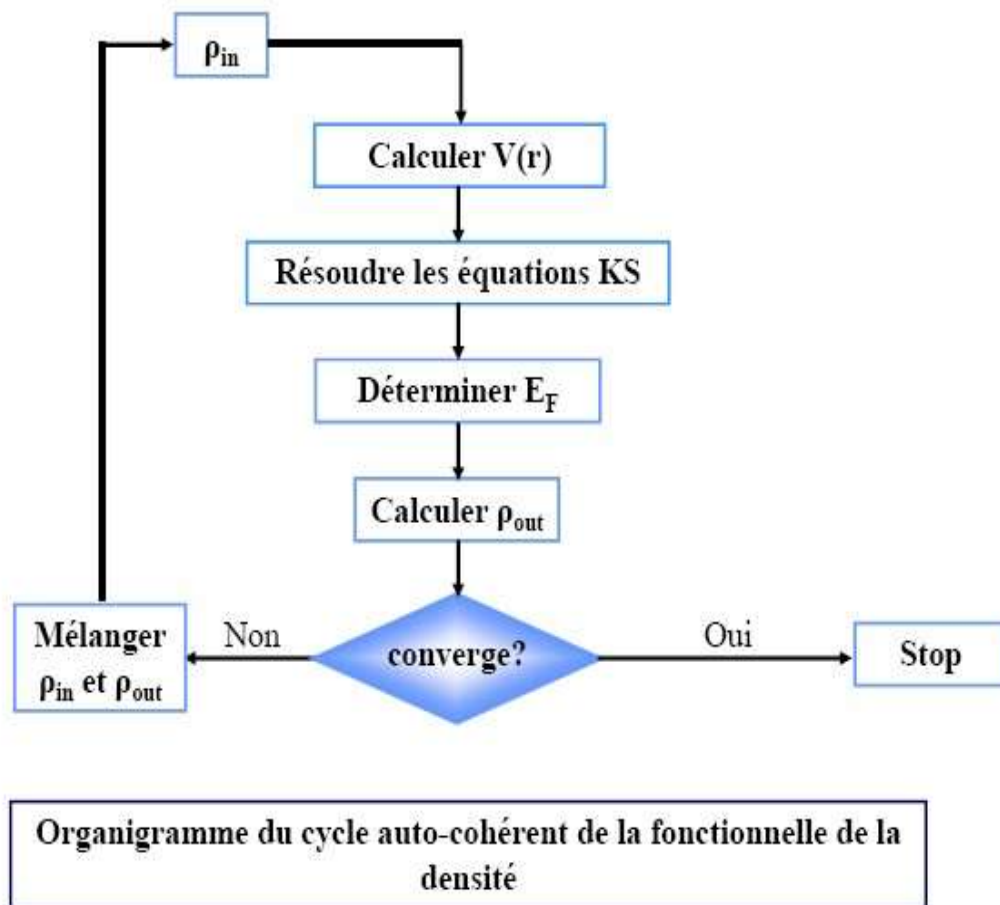 ρin
Calculer V(r)
Résoudre les équations KS
Déterminer EF
Calculer ρout
converge?
Non
Oui
Mélanger
ρin et ρout
Stop
Organigramme du cycle auto-cohérent de la fonctionnelle de la
densité